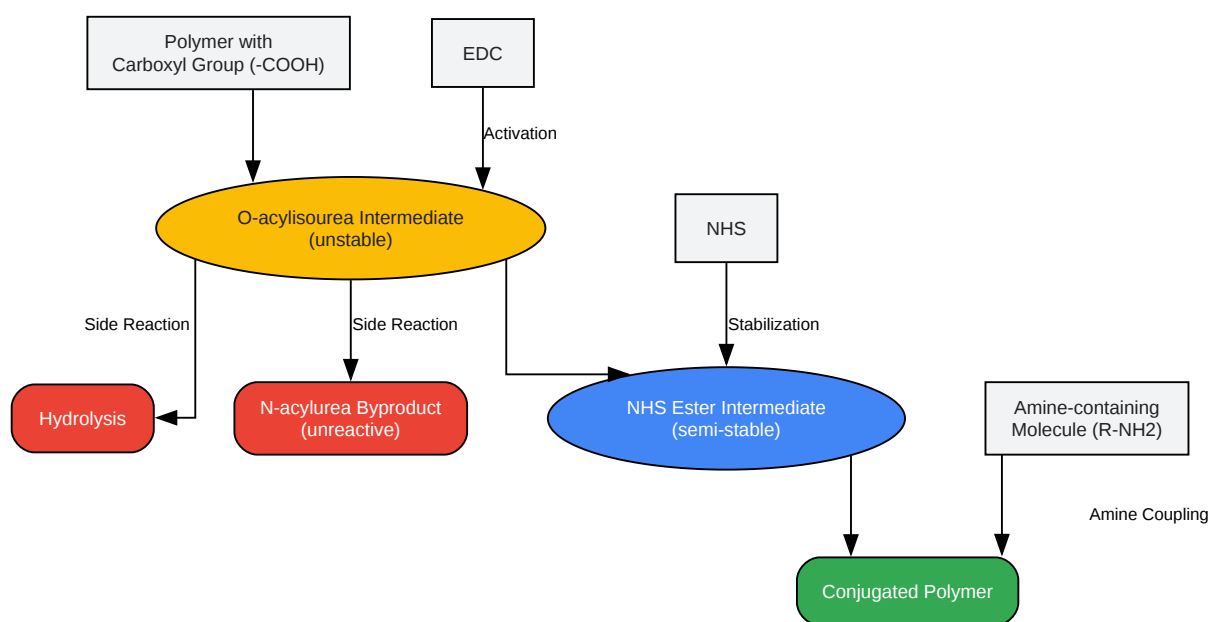 Polymer with
Carboxyl Group (-COOH)
EDC
Activation
O-acylisourea Intermediate
(unstable)
NHS
Side Reaction
Side Reaction
Stabilization
Hydrolysis
N-acylurea Byproduct
(unreactive)
NHS Ester Intermediate
(semi-stable)
Amine-containing
Molecule (R-NH2)
Amine Coupling
Conjugated Polymer